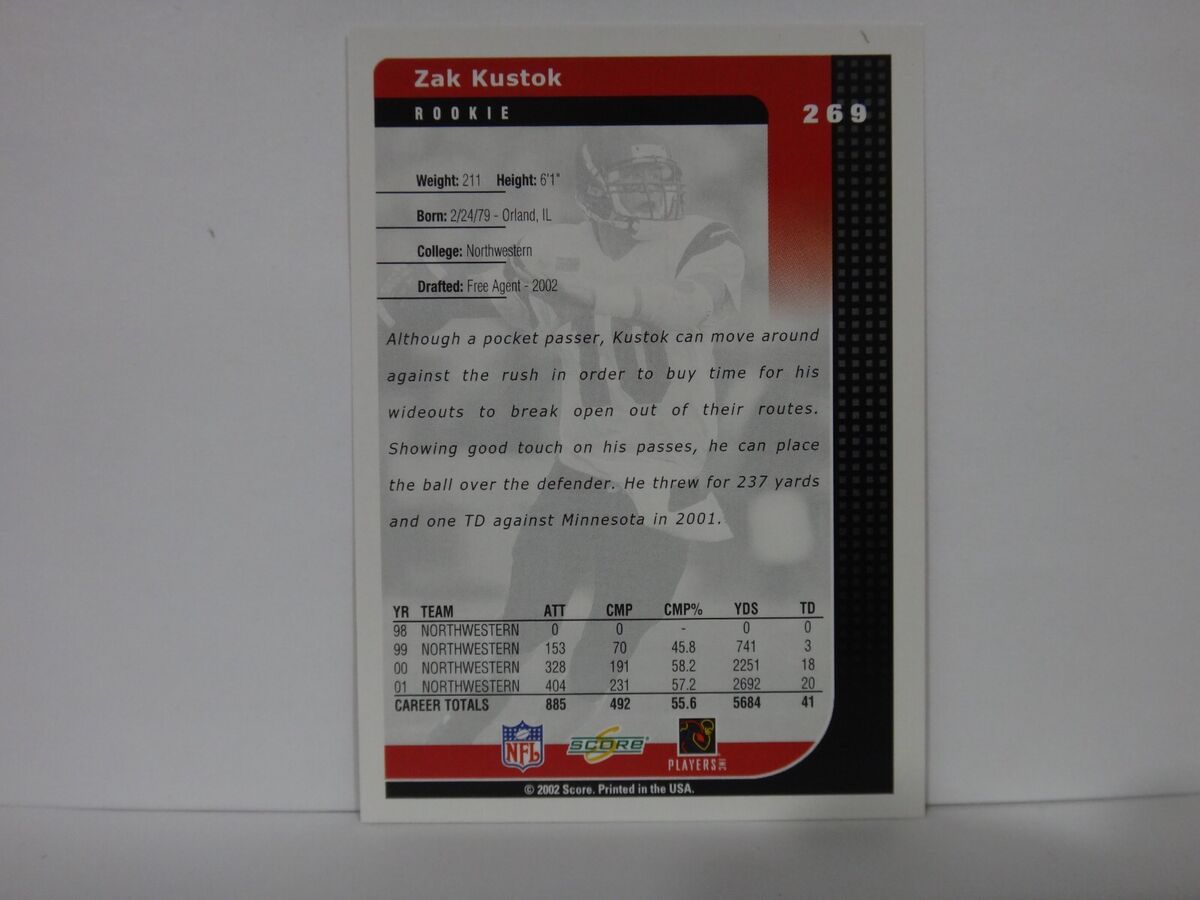 Zak Kustok
ROOKIE
269
Weight: 211 Height: 6'1"
Born: 2/24/79 - Orland, IL
College: Northwestern
Drafted: Free Agent - 2002
Although a pocket passer, Kustok can move around
against the rush in order to buy time for his
wideouts to break open out of their routes.
Showing good touch on his passes, he can place
the ball over the defender. He threw for 237 yards
and one TD against Minnesota in 2001.
YR TEAM ATT CMP CMP% YDS TD
98 NORTHWESTERN 0 0 - 0 0
99 NORTHWESTERN 153 70 45.8 741 3
00 NORTHWESTERN 328 191 58.2 2251 18
01 NORTHWESTERN 404 231 57.2 2692 20
CAREER TOTALS 885 492 55.6 5684 41
NFL SCORE
PLAYERS INC
© 2002 Score. Printed in the USA.